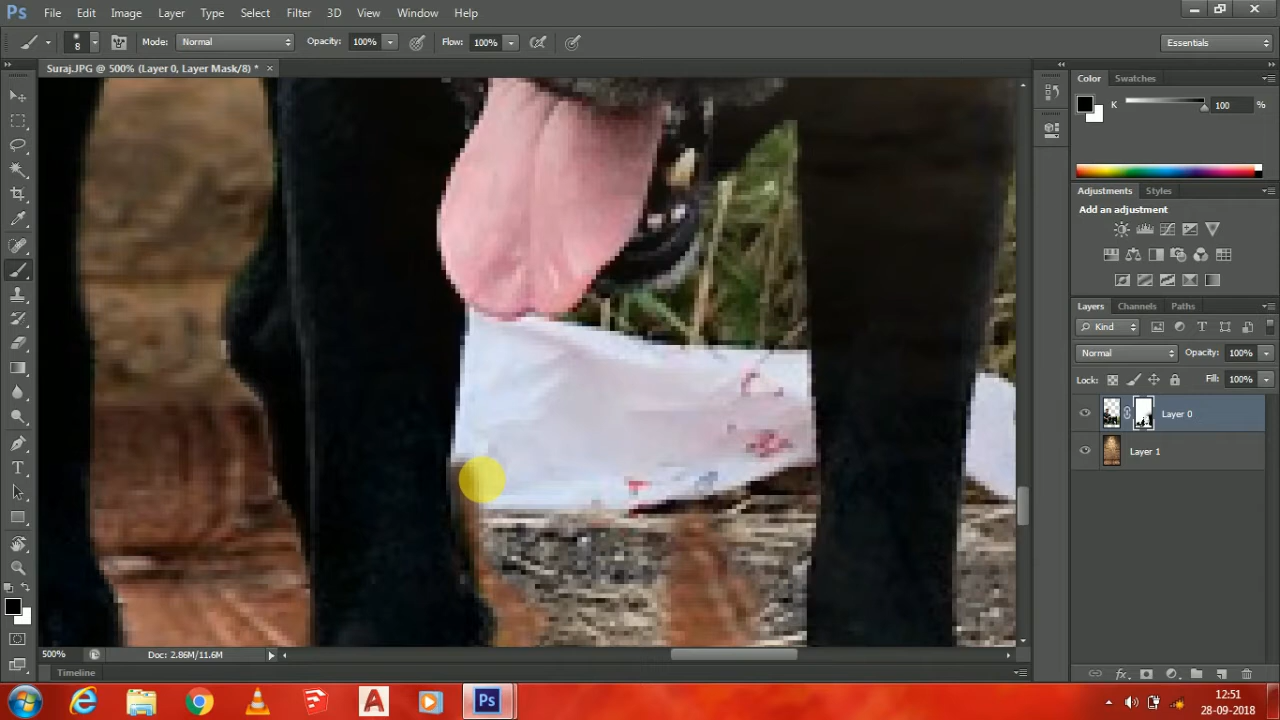 Ps File Edit Image Layer Type Select Filter 3D View Window Help
8 Mode: Normal Opacity: 100% Flow: 100% Essentials
Suraj.JPG @ 500% (Layer 0, Layer Mask/8) * ×
Color Swatches
K 100 %
Adjustments Styles
Add an adjustment
Layers Channels Paths
Kind
Normal Opacity: 100%
Lock: Fill: 100%
Layer 0
Layer 1
500% Doc: 2.86M/11.6M
Timeline
Ps 12:51
28-09-2018